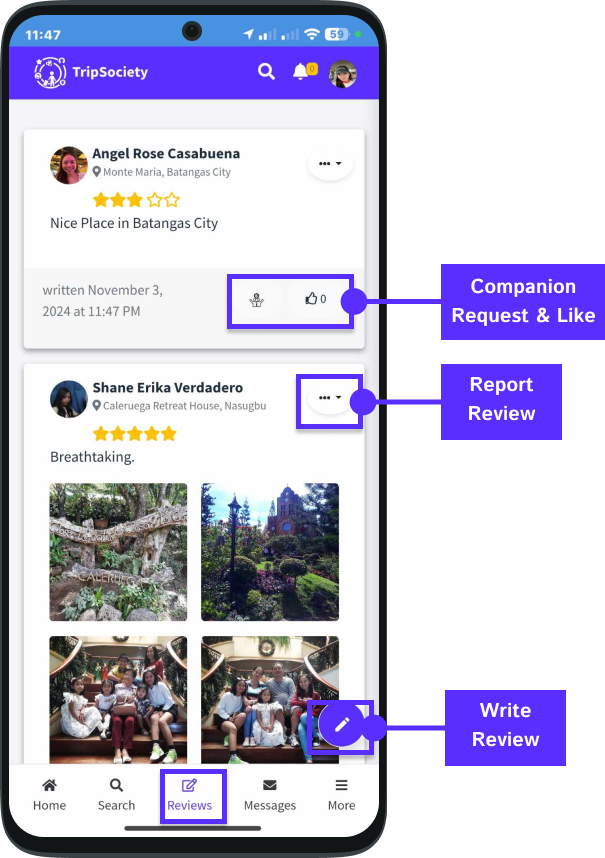 11:47
59
TripSociety
0
Angel Rose Casabuena
Monte Maria, Batangas City
Nice Place in Batangas City
written November 3,
2024 at 11:47 PM
0
Companion
Request & Like
Shane Erika Verdadero
Caleruega Retreat House, Nasugbu
Report
Review
Breathtaking.
CALERUEGA
Write
Review
Home
Search
Reviews
Messages
More